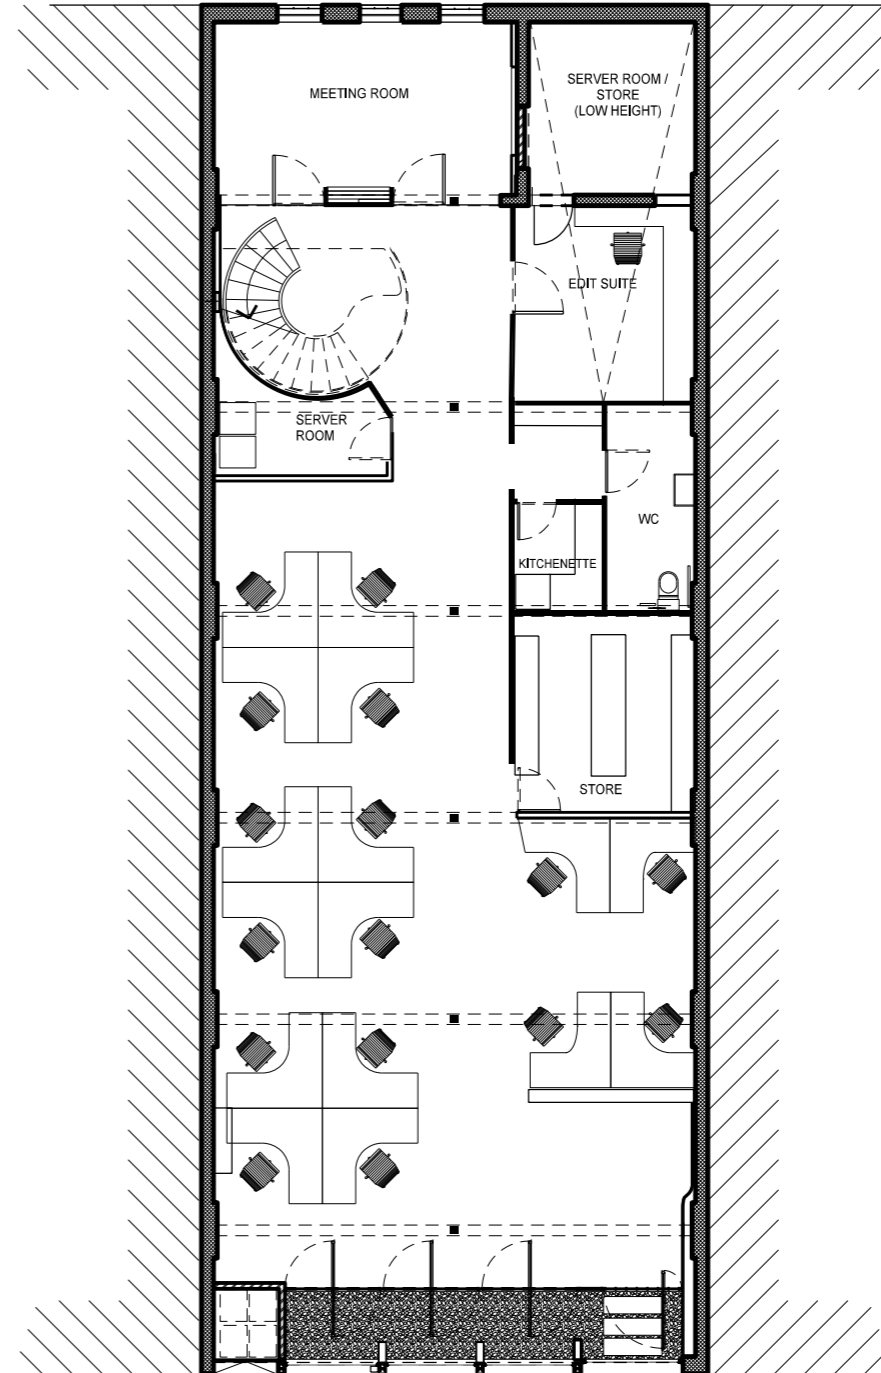 MEETING ROOM
SERVER ROOM /
STORE
(LOW HEIGHT)
EDIT SUITE
SERVER
ROOM
WC
KITCHENETTE
STORE